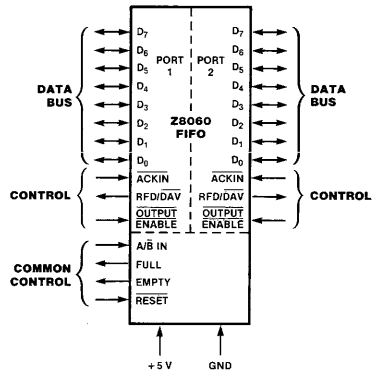 D7 D7
D6 PORT PORT D6
D5 1 2 D5
DATA BUS D4 D4 DATA BUS
D3 Z8060 D3
D2 FIFO D2
D1 D1
D0 D0
ACKIN ACKIN
CONTROL RFD/DAV RFD/DAV CONTROL
OUTPUT OUTPUT
ENABLE ENABLE
A/B IN
COMMON CONTROL FULL
EMPTY
RESET
+5 V GND